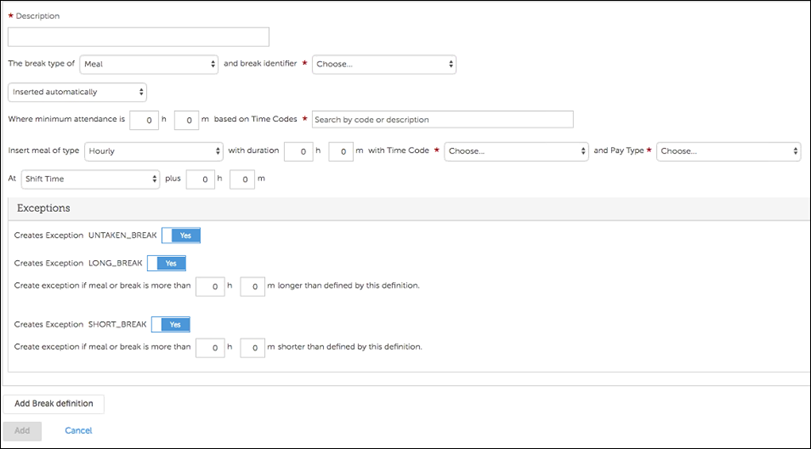 * Description
The break type of Meal and break identifier * Choose...
Inserted automatically
Where minimum attendance is 0 h 0 m based on Time Codes * Search by code or description
Insert meal of type Hourly with duration 0 h 0 m with Time Code * Choose... and Pay Type * Choose...
At Shift Time plus 0 h 0 m
Exceptions
Creates Exception UNTAKEN_BREAK Yes
Creates Exception LONG_BREAK Yes
Create exception if meal or break is more than 0 h 0 m longer than defined by this definition.
Creates Exception SHORT_BREAK Yes
Create exception if meal or break is more than 0 h 0 m shorter than defined by this definition.
Add Break definition
Add Cancel